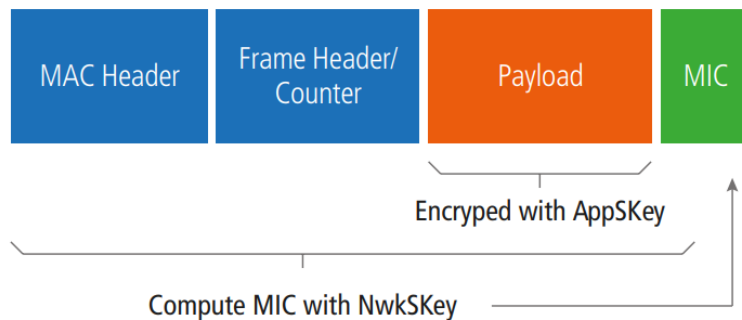 MAC Header
Frame Header/
Counter
Payload
MIC
Encryped with AppSKey
Compute MIC with NwkSKey